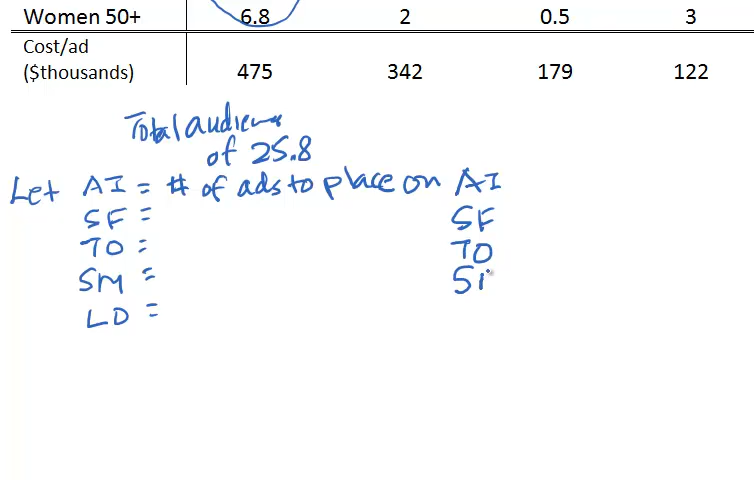 Women 50+ 6.8 2 0.5 3
Cost/ad
($thousands) 475 342 179 122
Total audience
of 25.8
Let AI = # of ads to place on AI
SF = SF
TO = TO
SM = SM
LD =